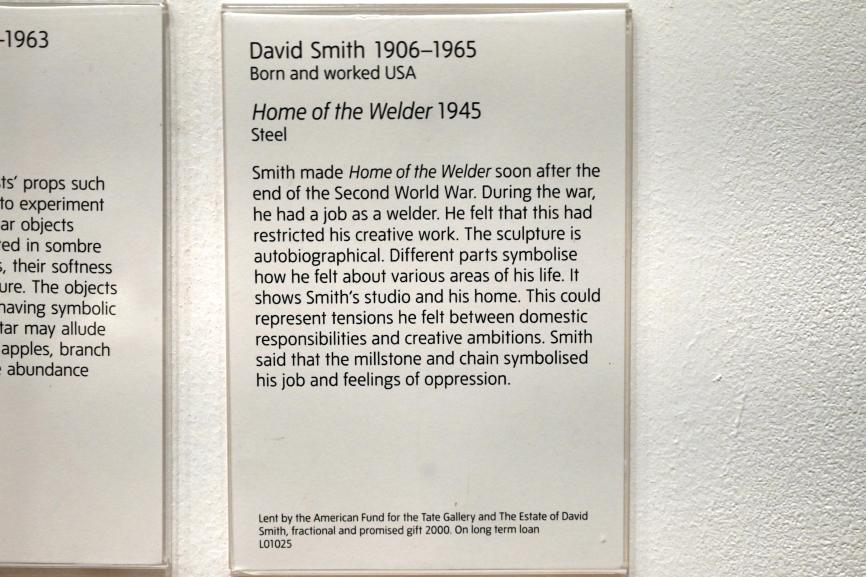 -1963
ts' props such
to experiment
ar objects
ed in sombre
s, their softness
ure. The objects
having symbolic
tar may allude
apples, branch
abundance
David Smith 1906–1965
Born and worked USA
Home of the Welder 1945
Steel
Smith made Home of the Welder soon after the
end of the Second World War. During the war,
he had a job as a welder. He felt that this had
restricted his creative work. The sculpture is
autobiographical. Different parts symbolise
how he felt about various areas of his life. It
shows Smith's studio and his home. This could
represent tensions he felt between domestic
responsibilities and creative ambitions. Smith
said that the millstone and chain symbolised
his job and feelings of oppression.
Lent by the American Fund for the Tate Gallery and The Estate of David
Smith, fractional and promised gift 2000. On long term loan
L01025